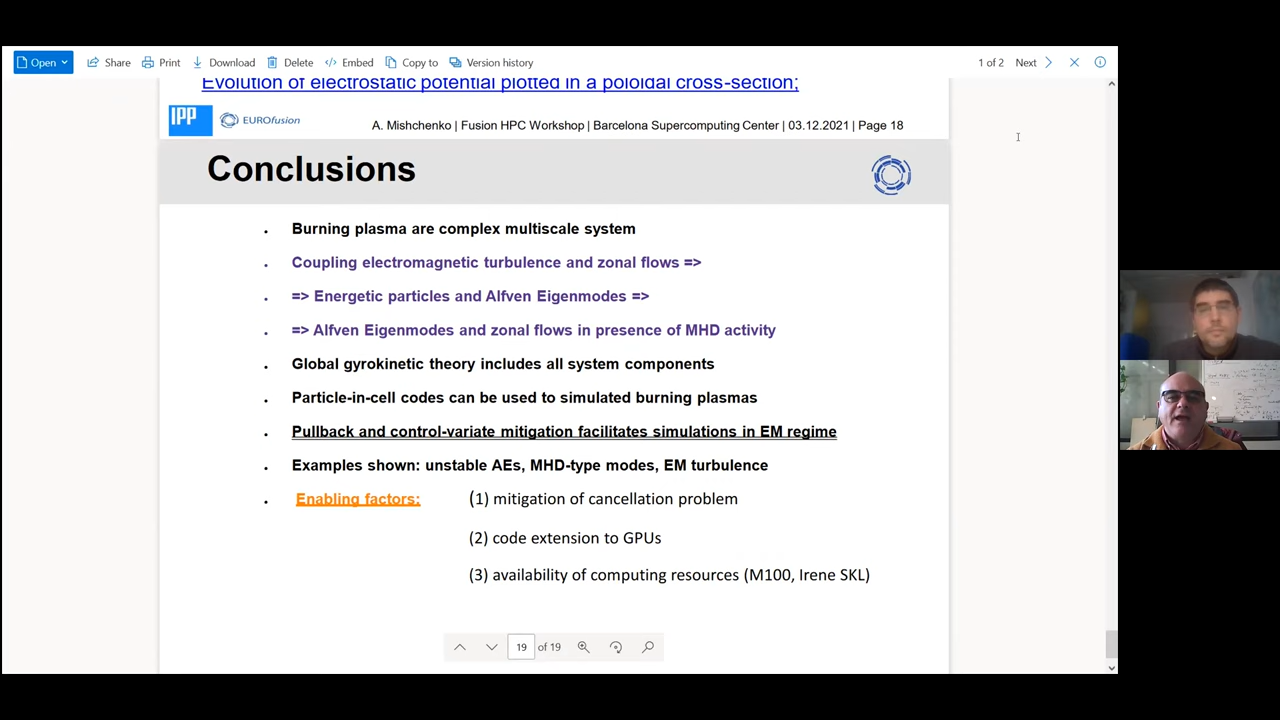 Open Share Print Download Delete Embed Copy to Version history 1 of 2 Next
Evolution of electrostatic potential plotted in a poloidal cross-section;
IPP EUROfusion A. Mishchenko | Fusion HPC Workshop | Barcelona Supercomputing Center | 03.12.2021 | Page 18
Conclusions
Burning plasma are complex multiscale system
Coupling electromagnetic turbulence and zonal flows =>
=> Energetic particles and Alfven Eigenmodes =>
=> Alfven Eigenmodes and zonal flows in presence of MHD activity
Global gyrokinetic theory includes all system components
Particle-in-cell codes can be used to simulated burning plasmas
Pullback and control-variate mitigation facilitates simulations in EM regime
Examples shown: unstable AEs, MHD-type modes, EM turbulence
Enabling factors: (1) mitigation of cancellation problem
(2) code extension to GPUs
(3) availability of computing resources (M100, Irene SKL)
19 of 19